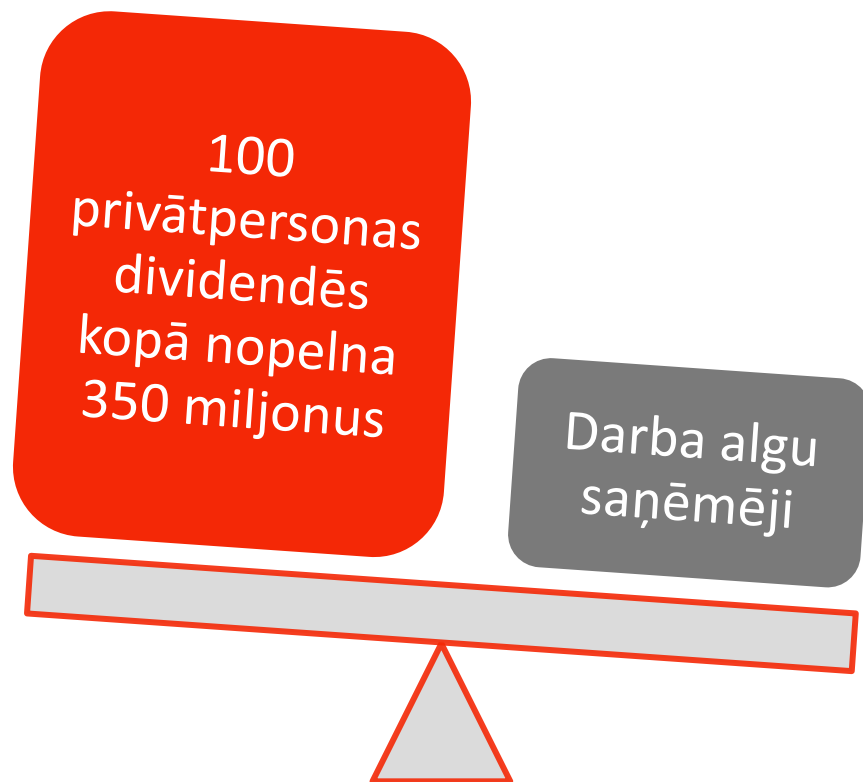 100
privātpersonas
dividendēs
kopā nopelna
350 miljonus
Darba algu
saņēmēji